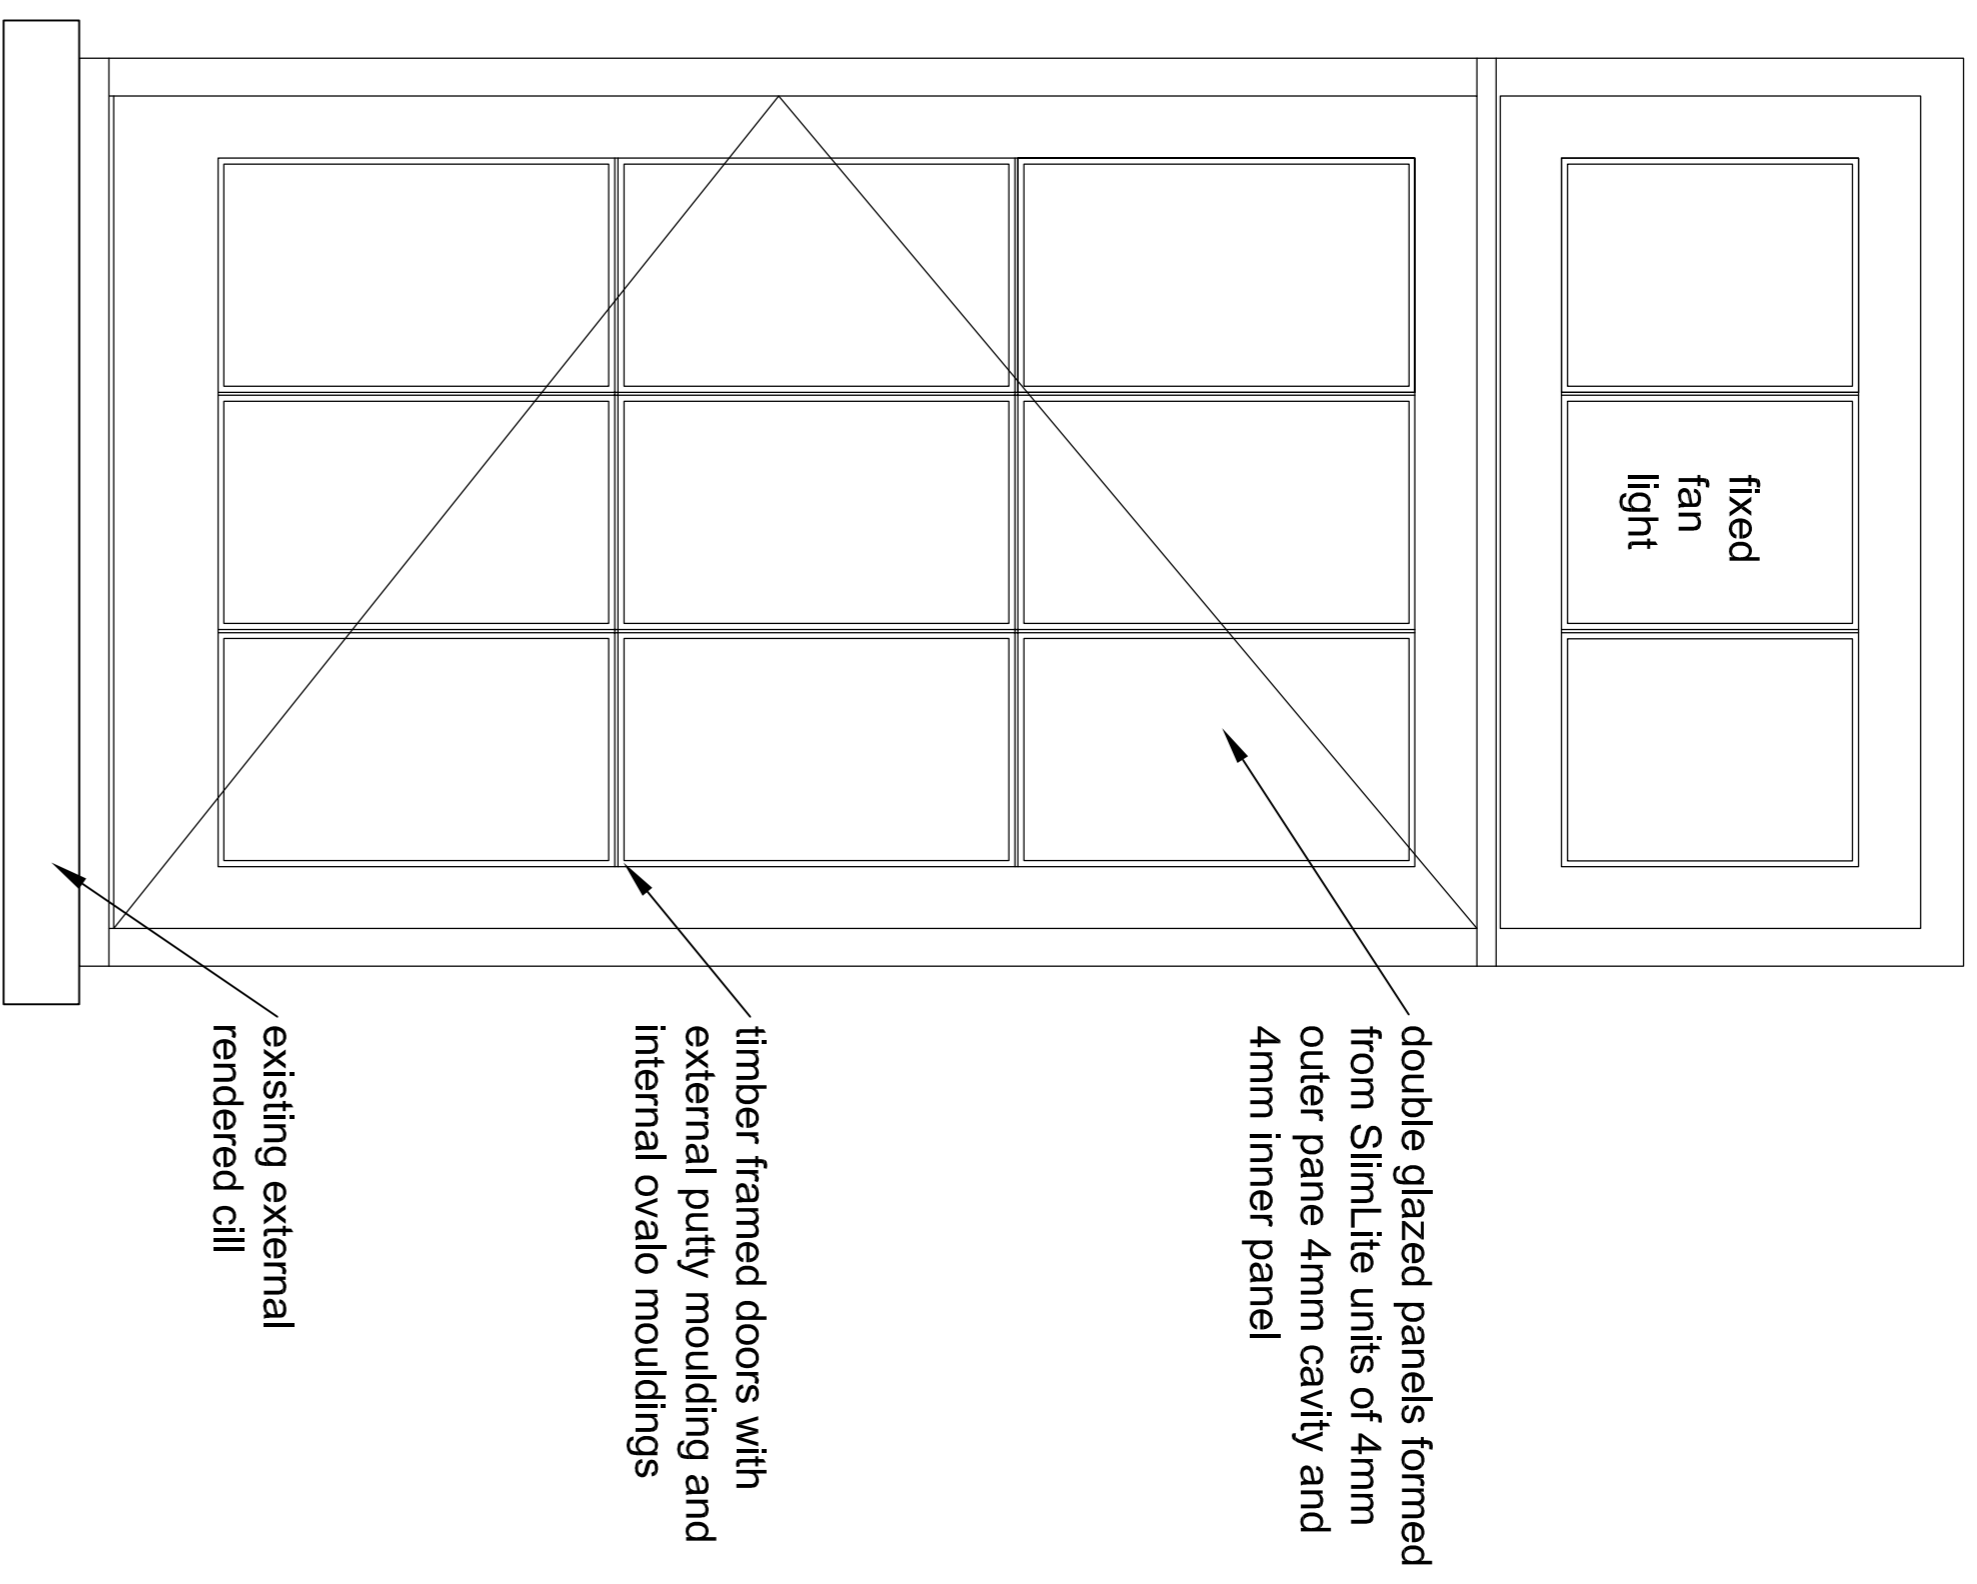 fixed
fan
light
double glazed panels formed
from SlimLite units of 4mm
outer pane 4mm cavity and
4mm inner panel
timber framed doors with
external putty moulding and
internal ovalo mouldings
existing external
rendered cill